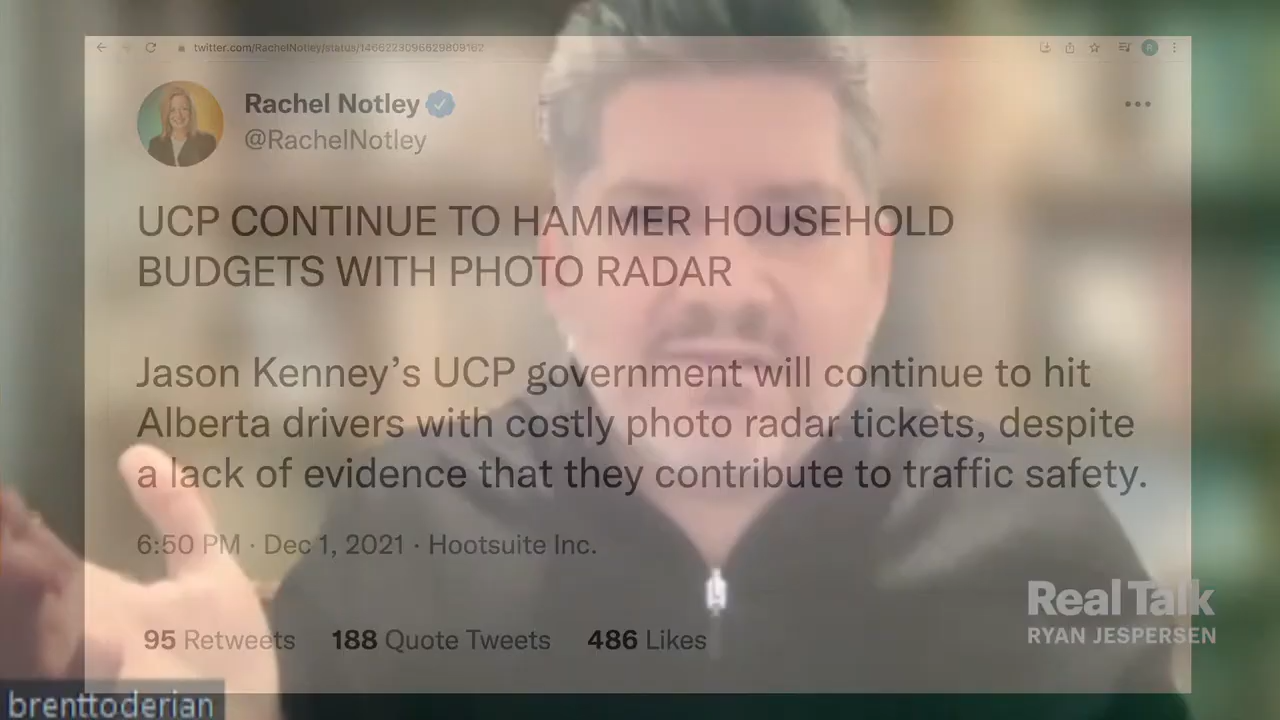 twitter.com/RachelNotley/status/1466223096629809162
Rachel Notley
@RachelNotley
UCP CONTINUE TO HAMMER HOUSEHOLD
BUDGETS WITH PHOTO RADAR
Jason Kenney’s UCP government will continue to hit
Alberta drivers with costly photo radar tickets, despite
a lack of evidence that they contribute to traffic safety.
6:50 PM · Dec 1, 2021 · Hootsuite Inc.
95 Retweets 188 Quote Tweets 486 Likes
Real Talk
RYAN JESPERSEN
brenttoderian